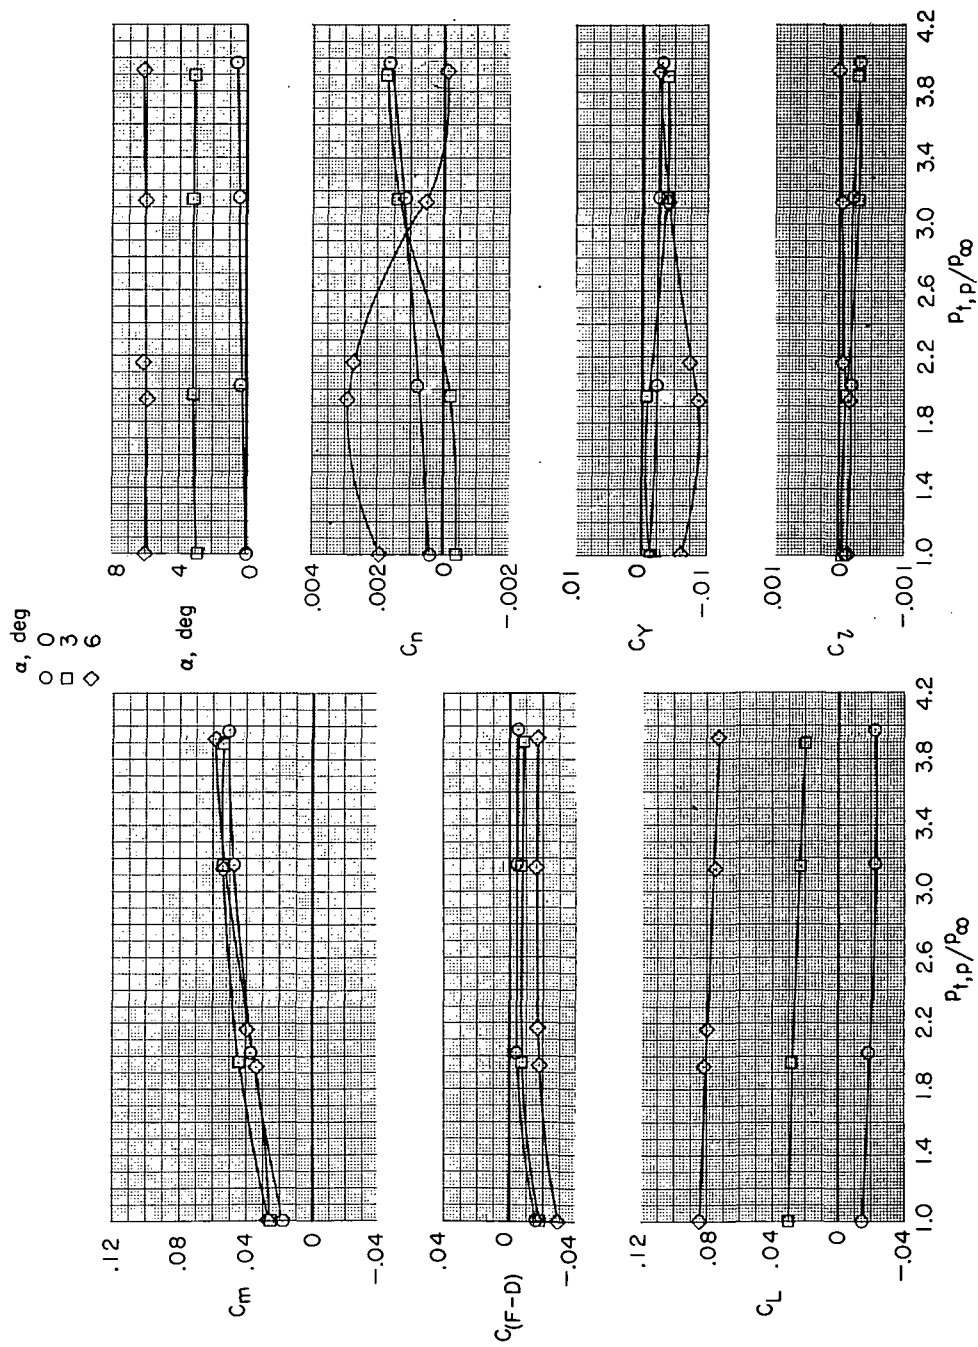 α, deg
○ 0
□ 3
◇ 6
.12
.08
.04
0
-.04
C_m
0
-.04
C_(F-D)
.08
.04
0
-.04
C_L
1.0 1.4 1.8 2.2 2.6 3.0 3.4 3.8 4.2
p_t,p/p_∞
8
4
0
α, deg
.004
.002
0
-.002
C_n
.01
0
-.01
C_Y
.001
0
-.001
C_l
1.0 1.4 1.8 2.2 2.6 3.0 3.4 3.8 4.2
p_t,p/p_∞